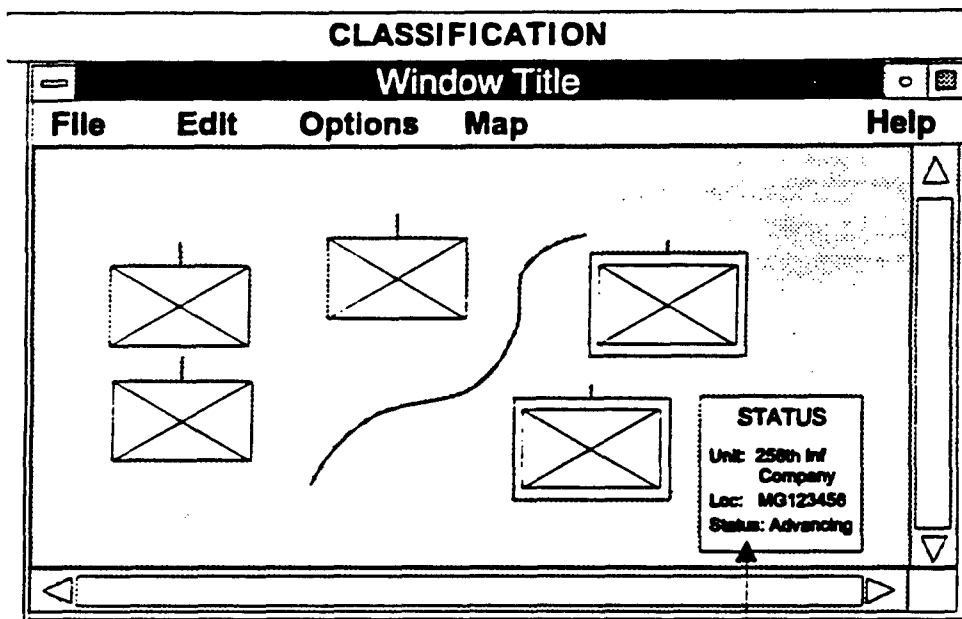 CLASSIFICATION
Window Title
File Edit Options Map Help
STATUS
Unit: 256th Inf
Company
Loc: MG123456
Status: Advancing